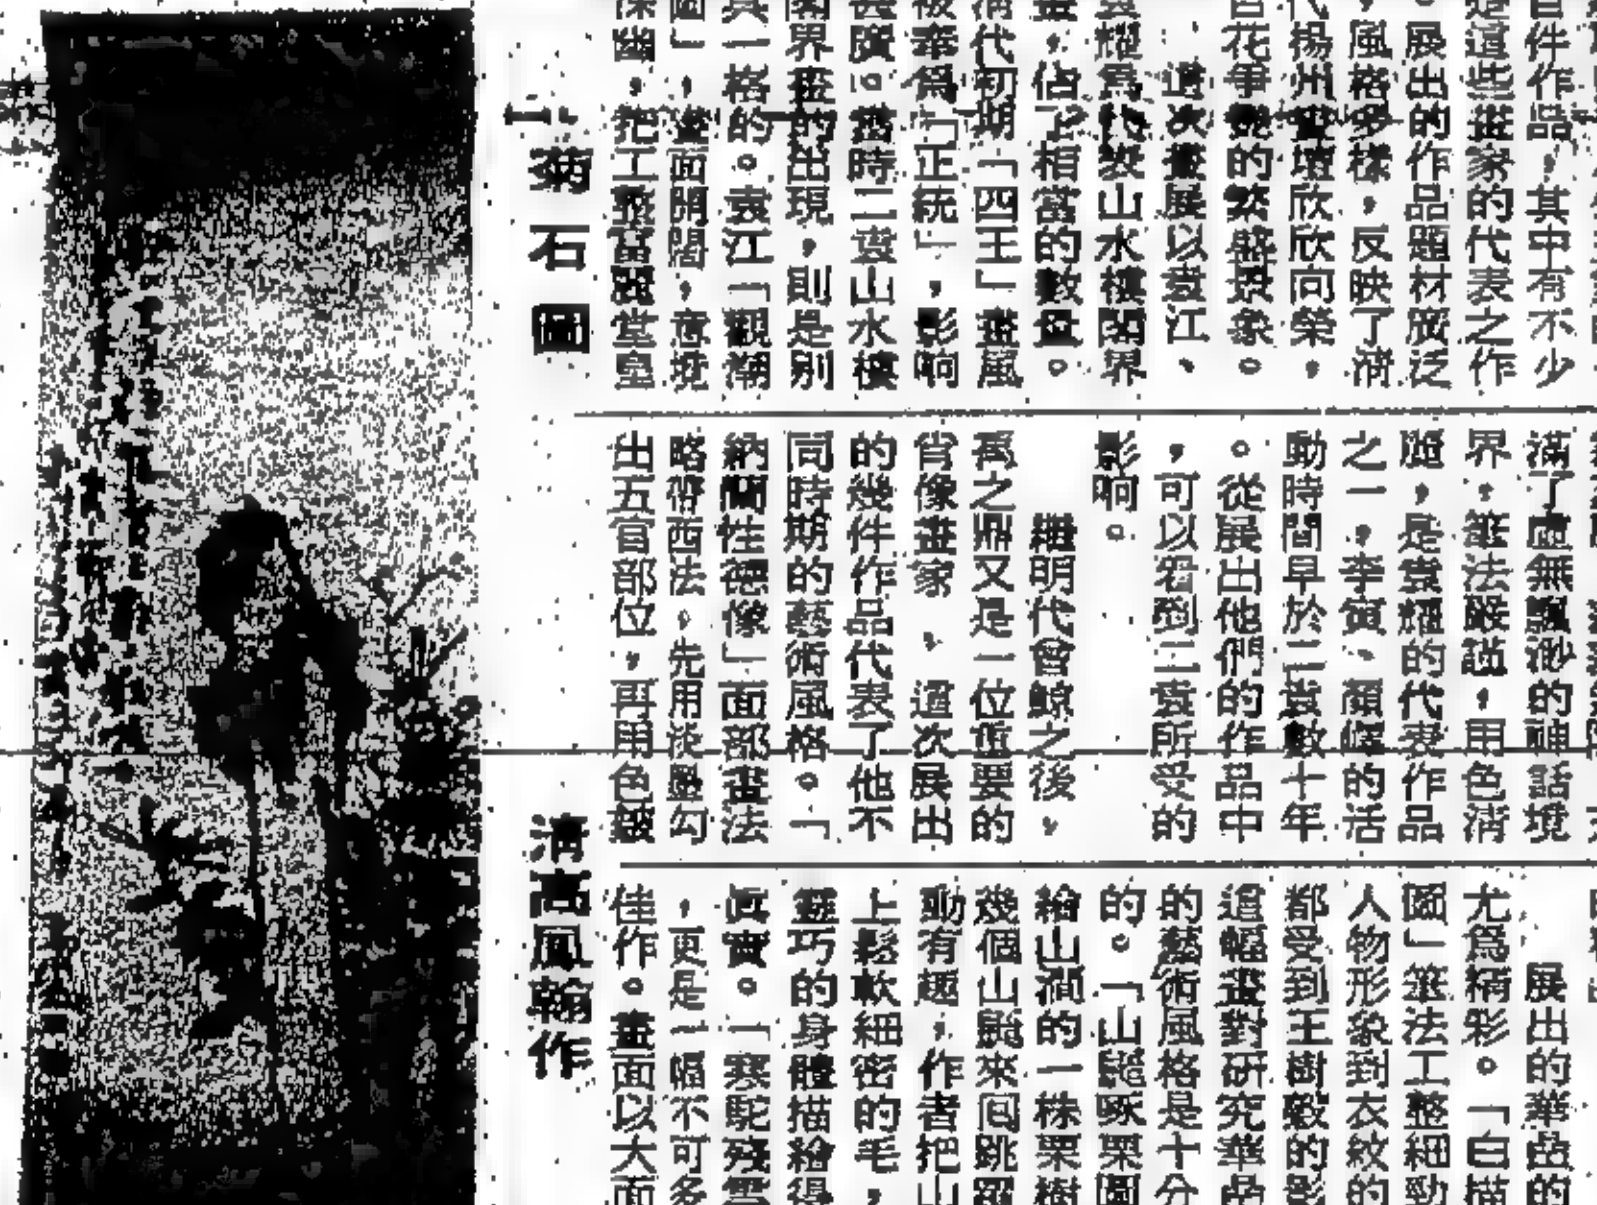 百件作品，其中有不少
是這些畫家的代表之作
。展出的作品題材廣泛
，風格多樣，反映了清
代揚州畫壇欣欣向榮，
百花爭艷的繁盛景象。
這次畫展以袁江、
袁耀爲代表山水樓閣界
畫，佔了相當的數量。
清代初期「四王」畫風
被奉爲「正統」，影响
甚廣。當時二袁山水樓
閣界畫的出現，則是别
具一格的。袁江「觀潮
圖」，畫面開闊，意境
深幽，把工整富麗堂皇
滿了虛無飄渺的神話境
界，筆法嚴謹，用色清
麗，是袁耀的代表作品
之一，李寅、顏嶧的活
動時間早於二袁數十年
。從展出他們的作品中
，可以看到二袁所受的
影响。
繼明代曾鯨之後，
禹之鼎又是一位重要的
肖像畫家，這次展出
的幾件作品代表了他不
同時期的藝術風格。「
納蘭性德像」面部畫法
略帶西法，先用淡墨勾
出五官部位，再用色皴
展出的華嵒的
尤爲精彩。「白描
圖」筆法工整細勁
人物形象到衣紋的
都受到王樹穀的影
這幅畫對研究華嵒
的藝術風格是十分
的。「山鼯啄栗圖
繪山澗的一株栗樹
幾個山鼯來回跳躍
動有趣，作者把山
上鬆軟細密的毛，
靈巧的身體描繪得
眞實。「寒駝殘雪
，更是一幅不可多
佳作。畫面以大面
菊石圖
清高鳳翰作